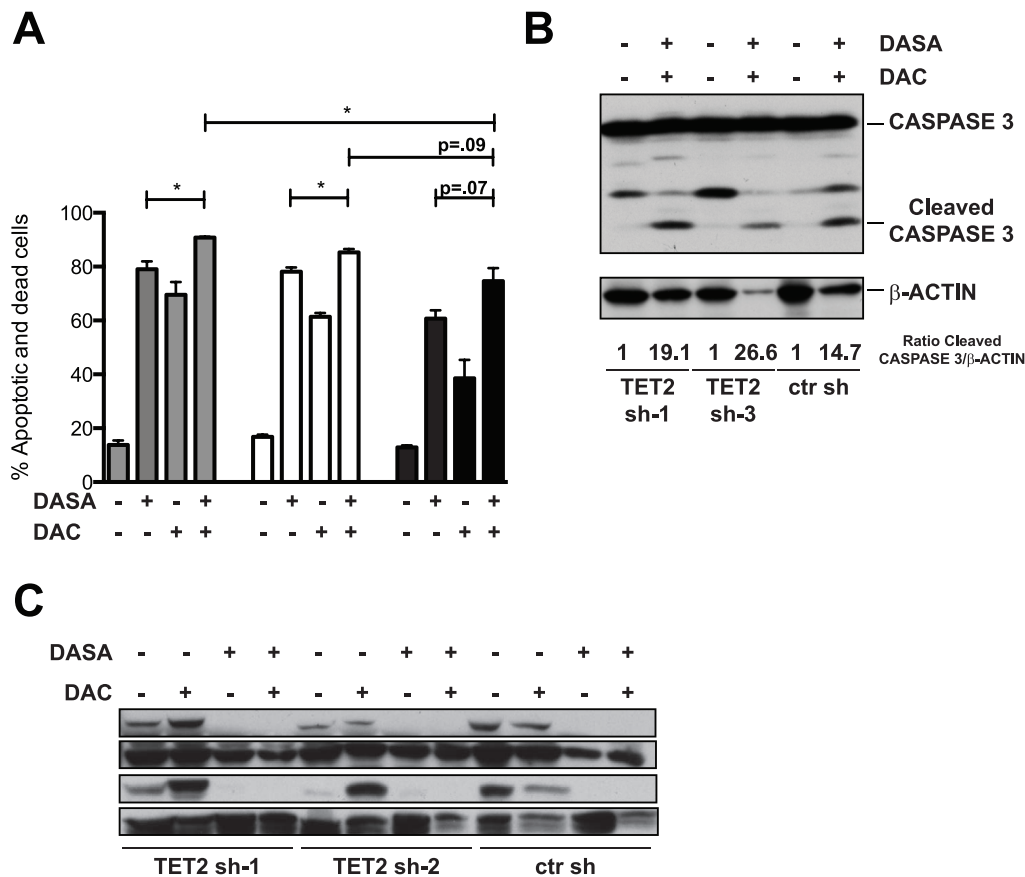 A
*
p=.09
* * p=.07
% Apoptotic and dead cells
100
80
60
40
20
0
DASA - + - + - + - + - + - +
DAC - - + + - - + + - - + +
B
- + - + - + DASA
- + - + - + DAC
CASPASE 3
Cleaved
CASPASE 3
β-ACTIN
1 19.1 1 26.6 1 14.7
Ratio Cleaved
CASPASE 3/β-ACTIN
TET2 sh-1
TET2 sh-3
ctr sh
C
DASA - - + + - - + + - - + +
DAC - + - + - + - + - + - +
TET2 sh-1 TET2 sh-2 ctr sh